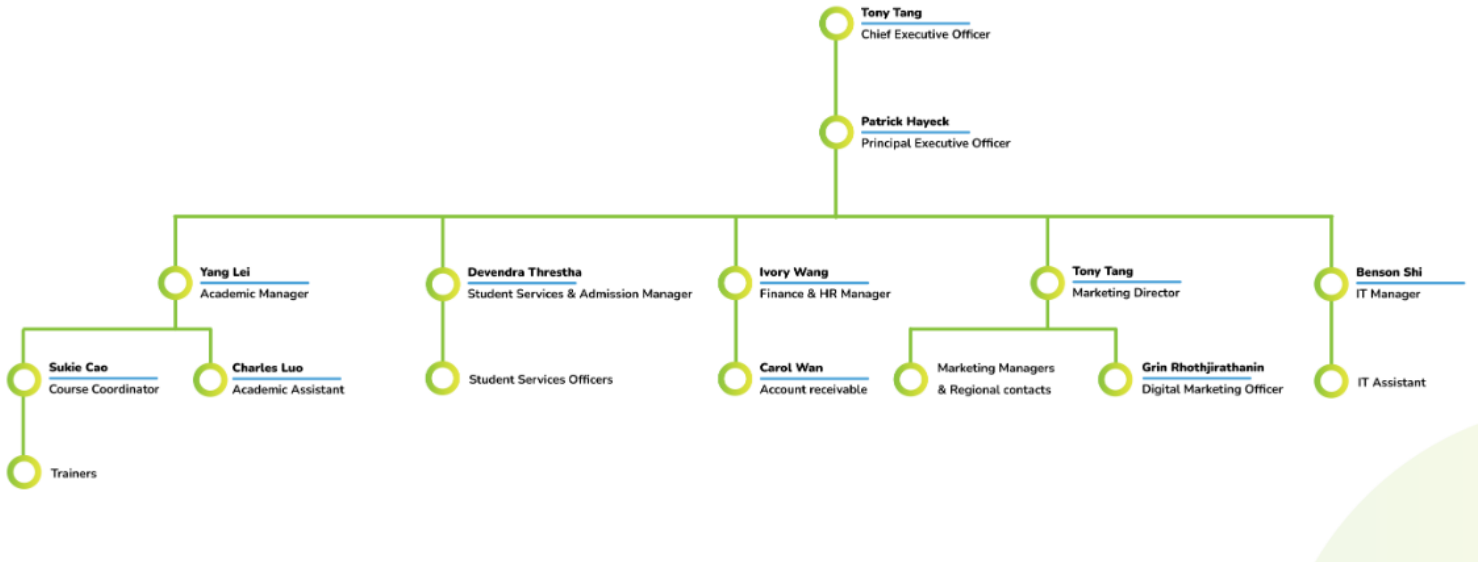 Tony Tang
Chief Executive Officer
Patrick Hayeck
Principal Executive Officer
Yang Lei
Academic Manager
Devendra Threstha
Student Services & Admission Manager
Ivory Wang
Finance & HR Manager
Tony Tang
Marketing Director
Benson Shi
IT Manager
Sukie Cao
Course Coordinator
Charles Luo
Academic Assistant
Student Services Officers
Carol Wan
Account receivable
Marketing Managers
& Regional contacts
Grin Rhothjirathanin
Digital Marketing Officer
IT Assistant
Trainers